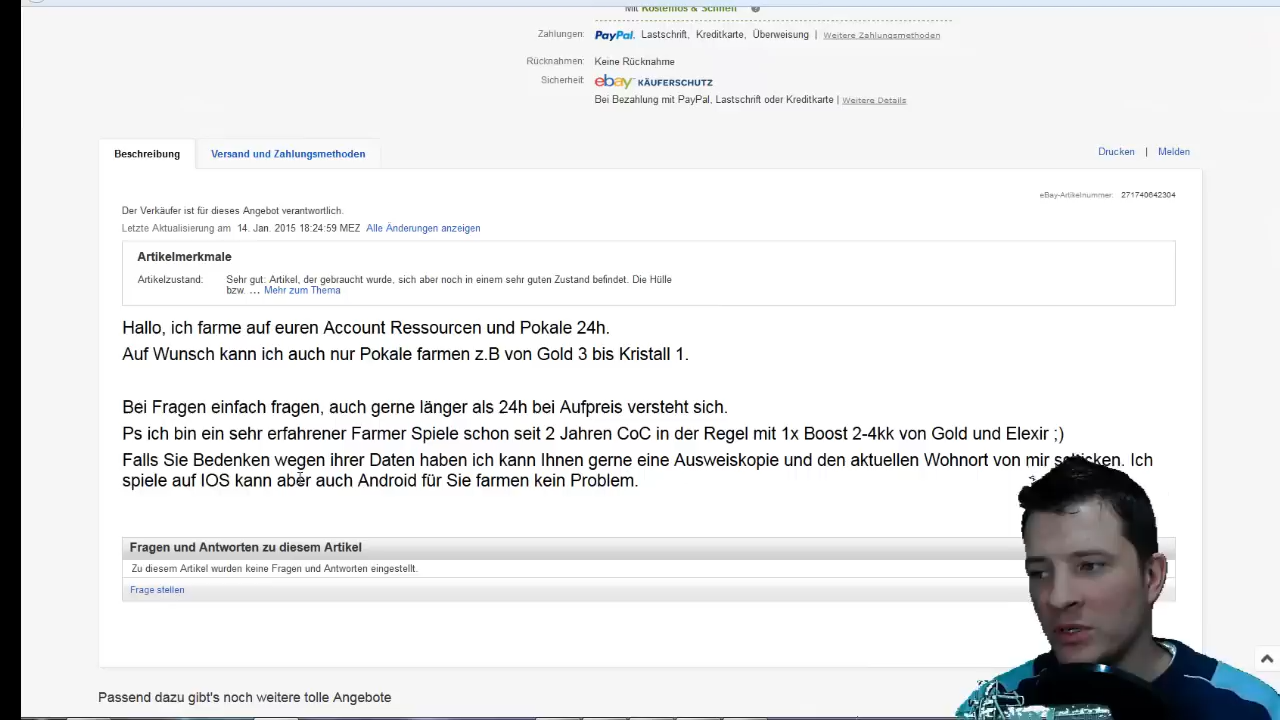 Mit Kostenlos & Schnell
Zahlungen: PayPal, Lastschrift, Kreditkarte, Überweisung | Weitere Zahlungsmethoden
Rücknahmen: Keine Rücknahme
Sicherheit: ebay KÄUFERSCHUTZ
Bei Bezahlung mit PayPal, Lastschrift oder Kreditkarte | Weitere Details
Beschreibung Versand und Zahlungsmethoden Drucken | Melden
eBay-Artikelnummer: 271740642304
Der Verkäufer ist für dieses Angebot verantwortlich.
Letzte Aktualisierung am 14. Jan. 2015 18:24:59 MEZ Alle Änderungen anzeigen
Artikelmerkmale
Artikelzustand: Sehr gut: Artikel, der gebraucht wurde, sich aber noch in einem sehr guten Zustand befindet. Die Hülle
bzw. ... Mehr zum Thema
Hallo, ich farme auf euren Account Ressourcen und Pokale 24h.
Auf Wunsch kann ich auch nur Pokale farmen z.B von Gold 3 bis Kristall 1.
Bei Fragen einfach fragen, auch gerne länger als 24h bei Aufpreis versteht sich.
Ps ich bin ein sehr erfahrener Farmer Spiele schon seit 2 Jahren CoC in der Regel mit 1x Boost 2-4kk von Gold und Elexir ;)
Falls Sie Bedenken wegen ihrer Daten haben ich kann Ihnen gerne eine Ausweiskopie und den aktuellen Wohnort von mir schicken. Ich
spiele auf IOS kann aber auch Android für Sie farmen kein Problem.
Fragen und Antworten zu diesem Artikel
Zu diesem Artikel wurden keine Fragen und Antworten eingestellt.
Frage stellen
Passend dazu gibt's noch weitere tolle Angebote